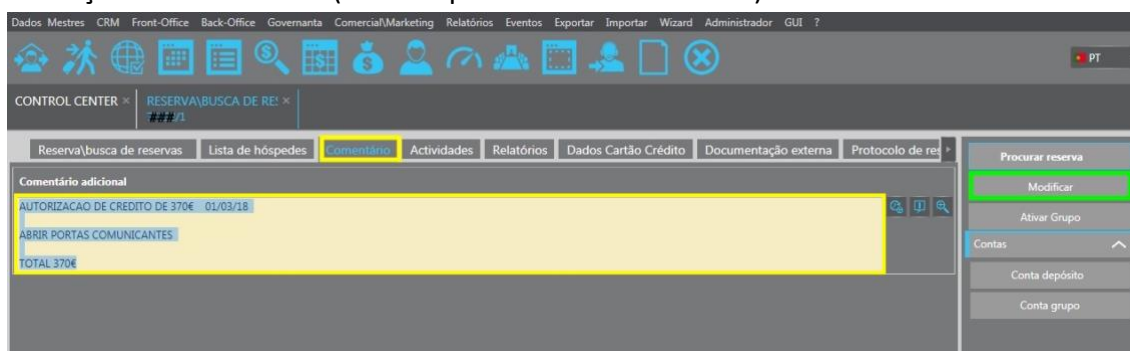 Dados Mestres CRM Front-Office Back-Office Governanta Comercial\Marketing Relatórios Eventos Exportar Importar Wizard Administrador GUI ?
PT
CONTROL CENTER × RESERVA\BUSCA DE RE: ×
###/1
Reserva\busca de reservas Lista de hóspedes Comentário Actividades Relatórios Dados Cartão Crédito Documentação externa Protocolo de res
Procurar reserva
Comentário adicional
Modificar
AUTORIZACAO DE CREDITO DE 370€ 01/03/18
Ativar Grupo
ABRIR PORTAS COMUNICANTES
Contas
TOTAL 370€
Conta depósito
Conta grupo